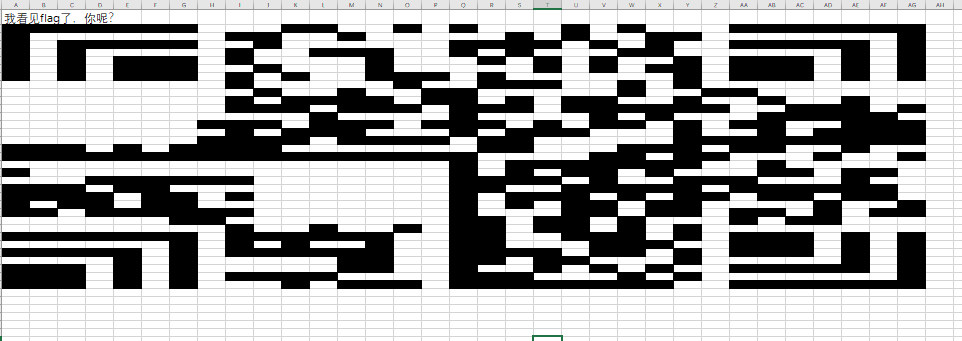 A B C D E F G H I J K L M N O P Q R S T U V W X Y Z AA AB AC AD AE AF AG AH
我看见flag了，你呢？